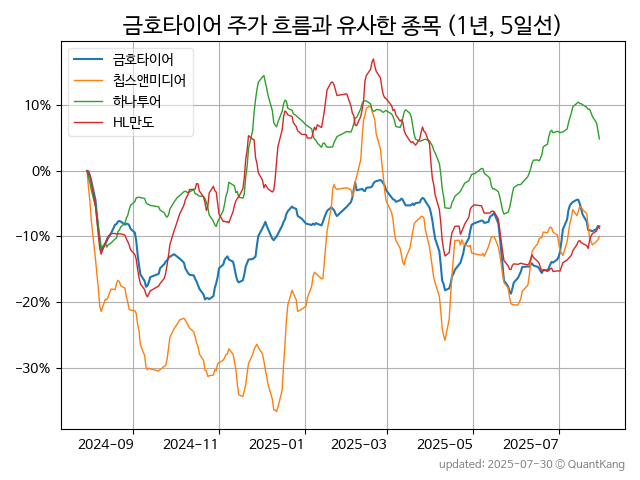 금호타이어 주가 흐름과 유사한 종목 (1년, 5일선)
금호타이어
칩스앤미디어
하나투어
HL만도
10%
0%
−10%
−20%
−30%
2024-09
2024-11
2025-01
2025-03
2025-05
2025-07
updated: 2025-07-30 © QuantKang